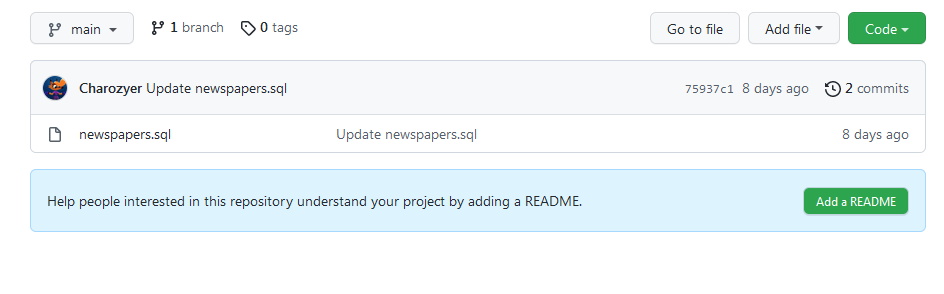 main 1 branch 0 tags Go to file Add file Code
Charozyer Update newspapers.sql 75937c1 8 days ago 2 commits
newspapers.sql Update newspapers.sql 8 days ago
Help people interested in this repository understand your project by adding a README. Add a README